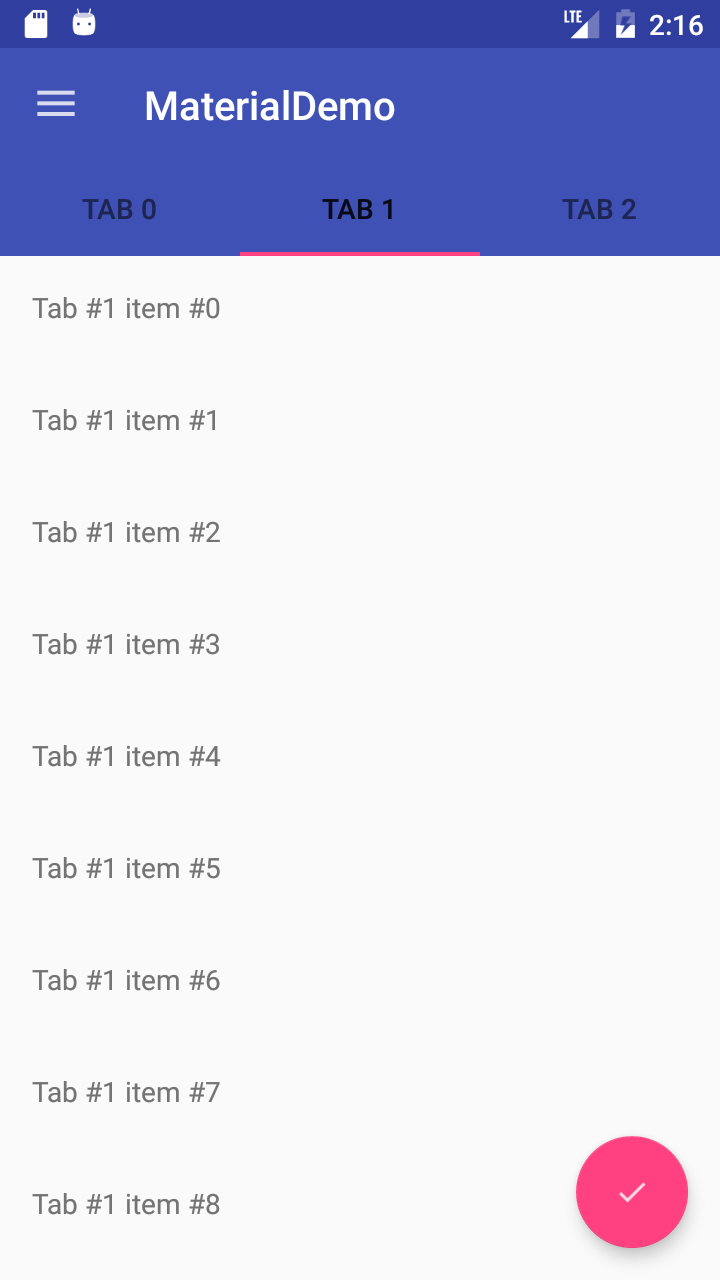 LTE 2:16
MaterialDemo
TAB 0 TAB 1 TAB 2
Tab #1 item #0
Tab #1 item #1
Tab #1 item #2
Tab #1 item #3
Tab #1 item #4
Tab #1 item #5
Tab #1 item #6
Tab #1 item #7
Tab #1 item #8